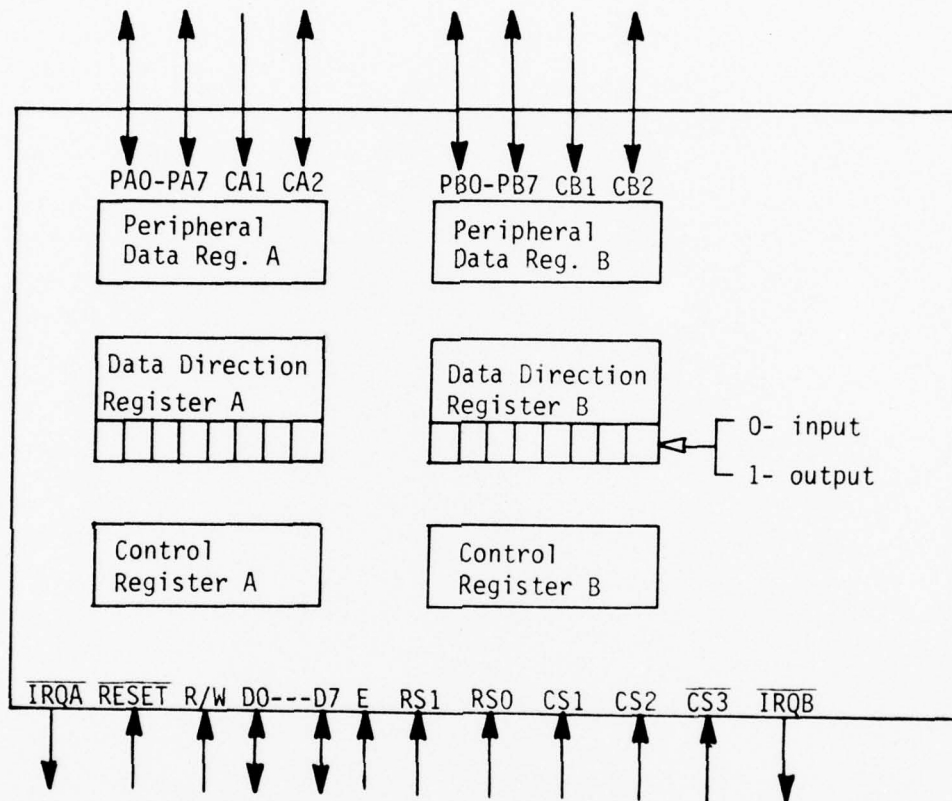 PA0-PA7 CA1 CA2
PB0-PB7 CB1 CB2
Peripheral
Data Reg. A
Peripheral
Data Reg. B
Data Direction
Register A
Data Direction
Register B
0- input
1- output
Control
Register A
Control
Register B
IRQA RESET R/W D0---D7 E RS1 RS0 CS1 CS2 CS3 IRQB